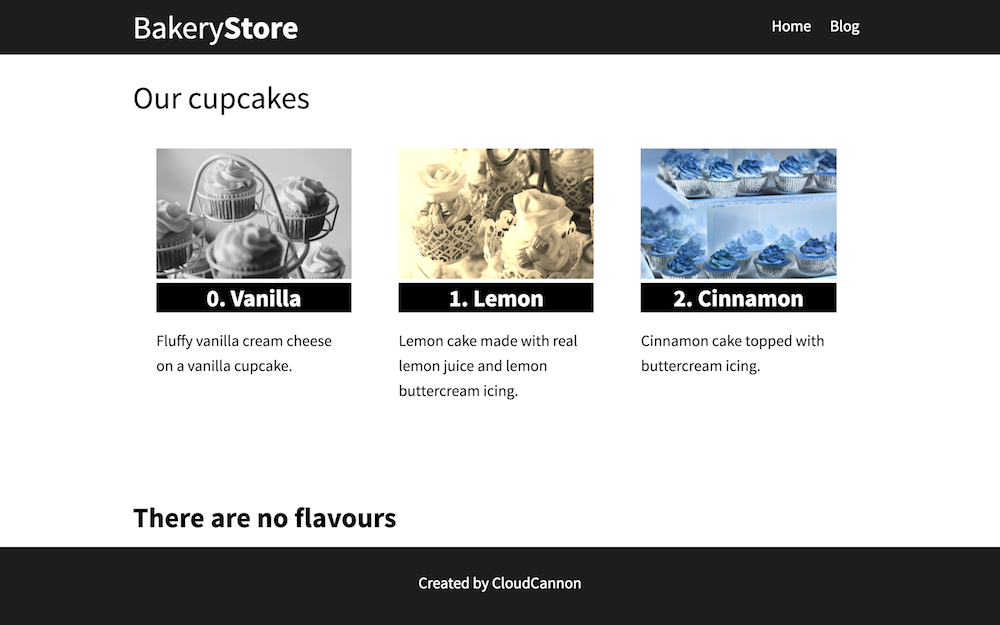 BakeryStore
Home Blog
Our cupcakes
0. Vanilla
Fluffy vanilla cream cheese
on a vanilla cupcake.
1. Lemon
Lemon cake made with real
lemon juice and lemon
buttercream icing.
2. Cinnamon
Cinnamon cake topped with
buttercream icing.
There are no flavours
Created by CloudCannon